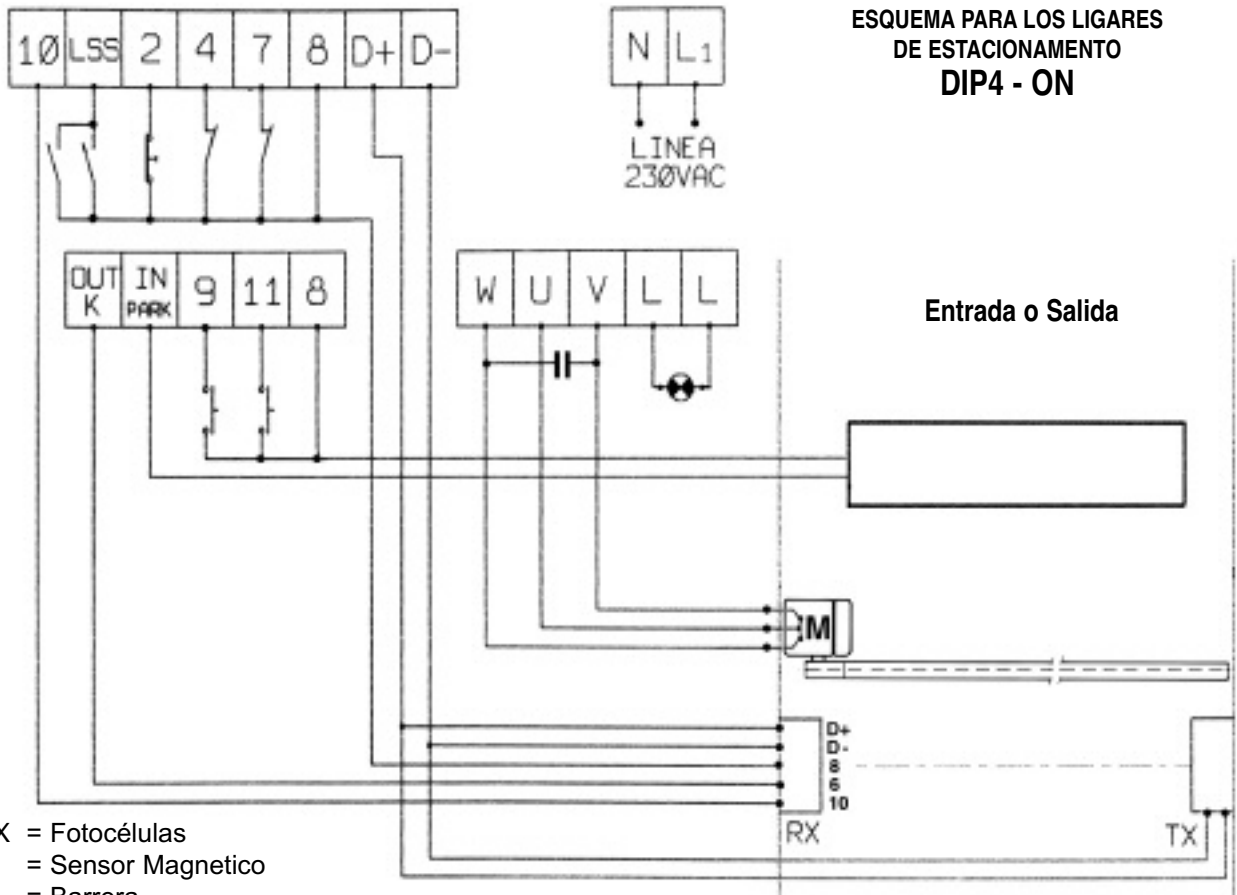 ESQUEMA PARA LOS LIGARES
DE ESTACIONAMENTO
DIP4 - ON
10 LSS 2 4 7 8 D+ D-
N L1
LINEA
230VAC
OUT K IN PARK 9 11 8
W U V L L
Entrada o Salida
M
D+
D-
8
6
10
RX
TX
X = Fotocélulas
= Sensor Magnetico